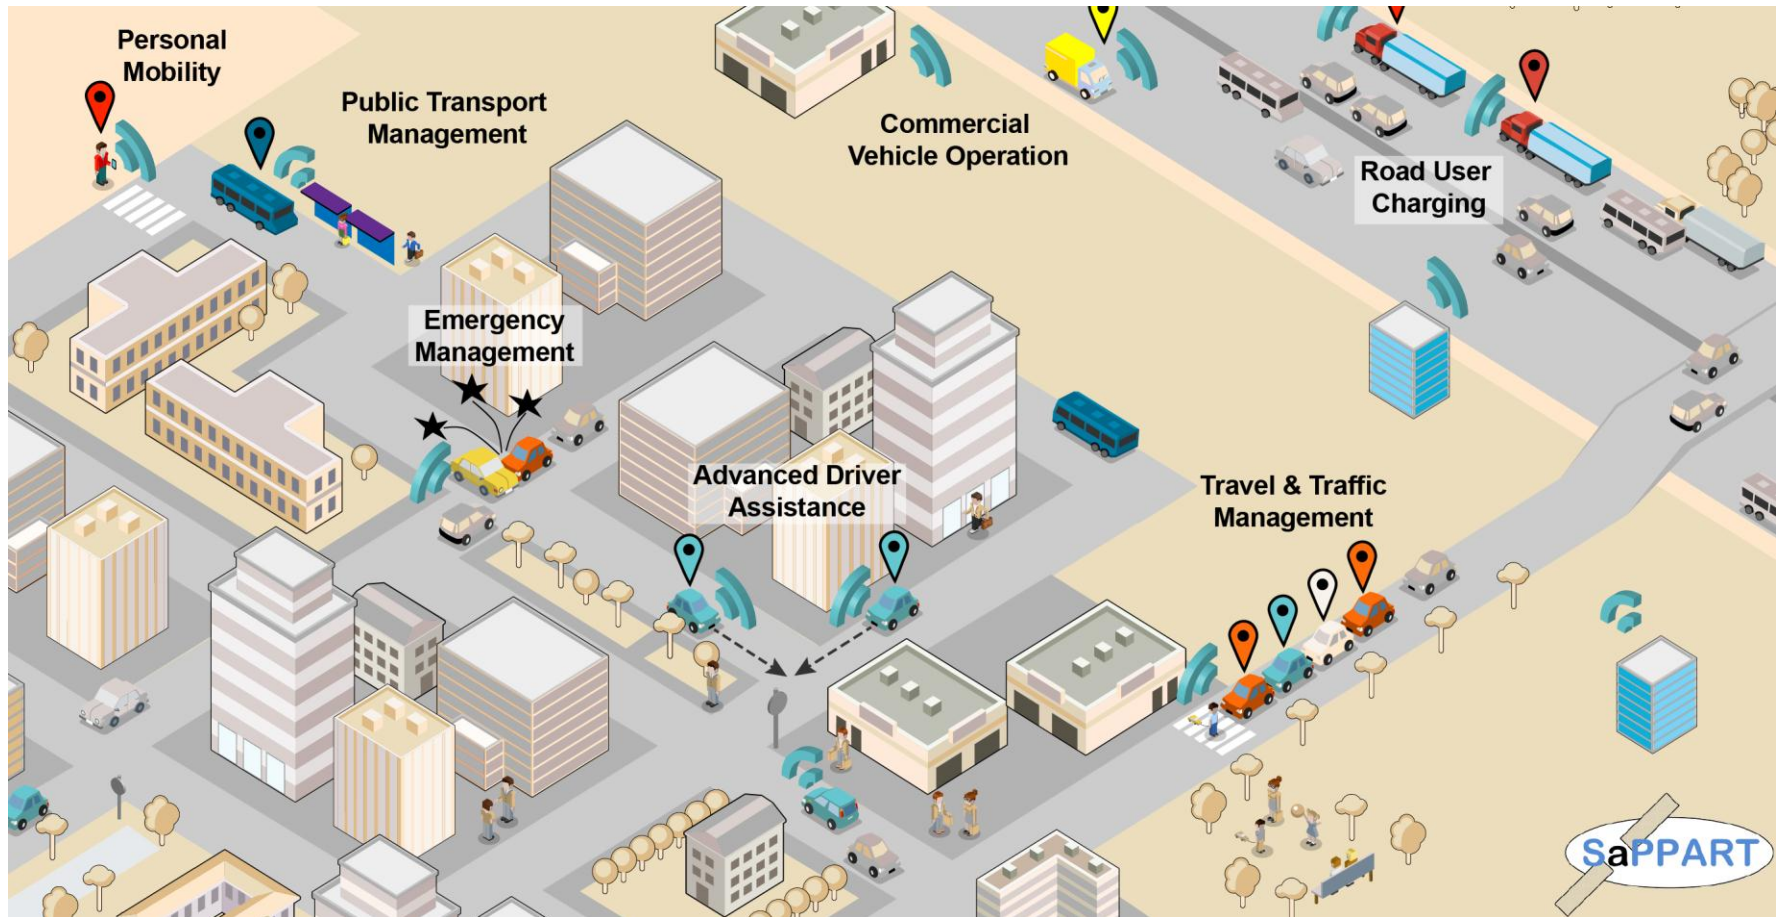 Personal
Mobility
Public Transport
Management
Commercial
Vehicle Operation
Road User
Charging
Emergency
Management
Advanced Driver
Assistance
Travel & Traffic
Management
SaPPART